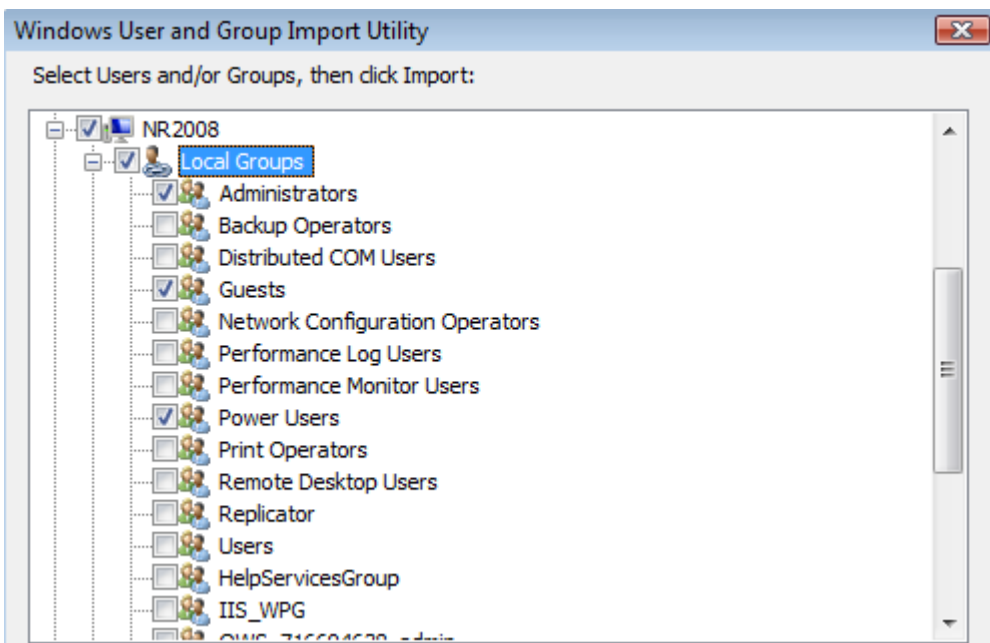 Windows User and Group Import Utility
Select Users and/or Groups, then click Import:
NR2008
Local Groups
Administrators
Backup Operators
Distributed COM Users
Guests
Network Configuration Operators
Performance Log Users
Performance Monitor Users
Power Users
Print Operators
Remote Desktop Users
Replicator
Users
HelpServicesGroup
IIS_WPG